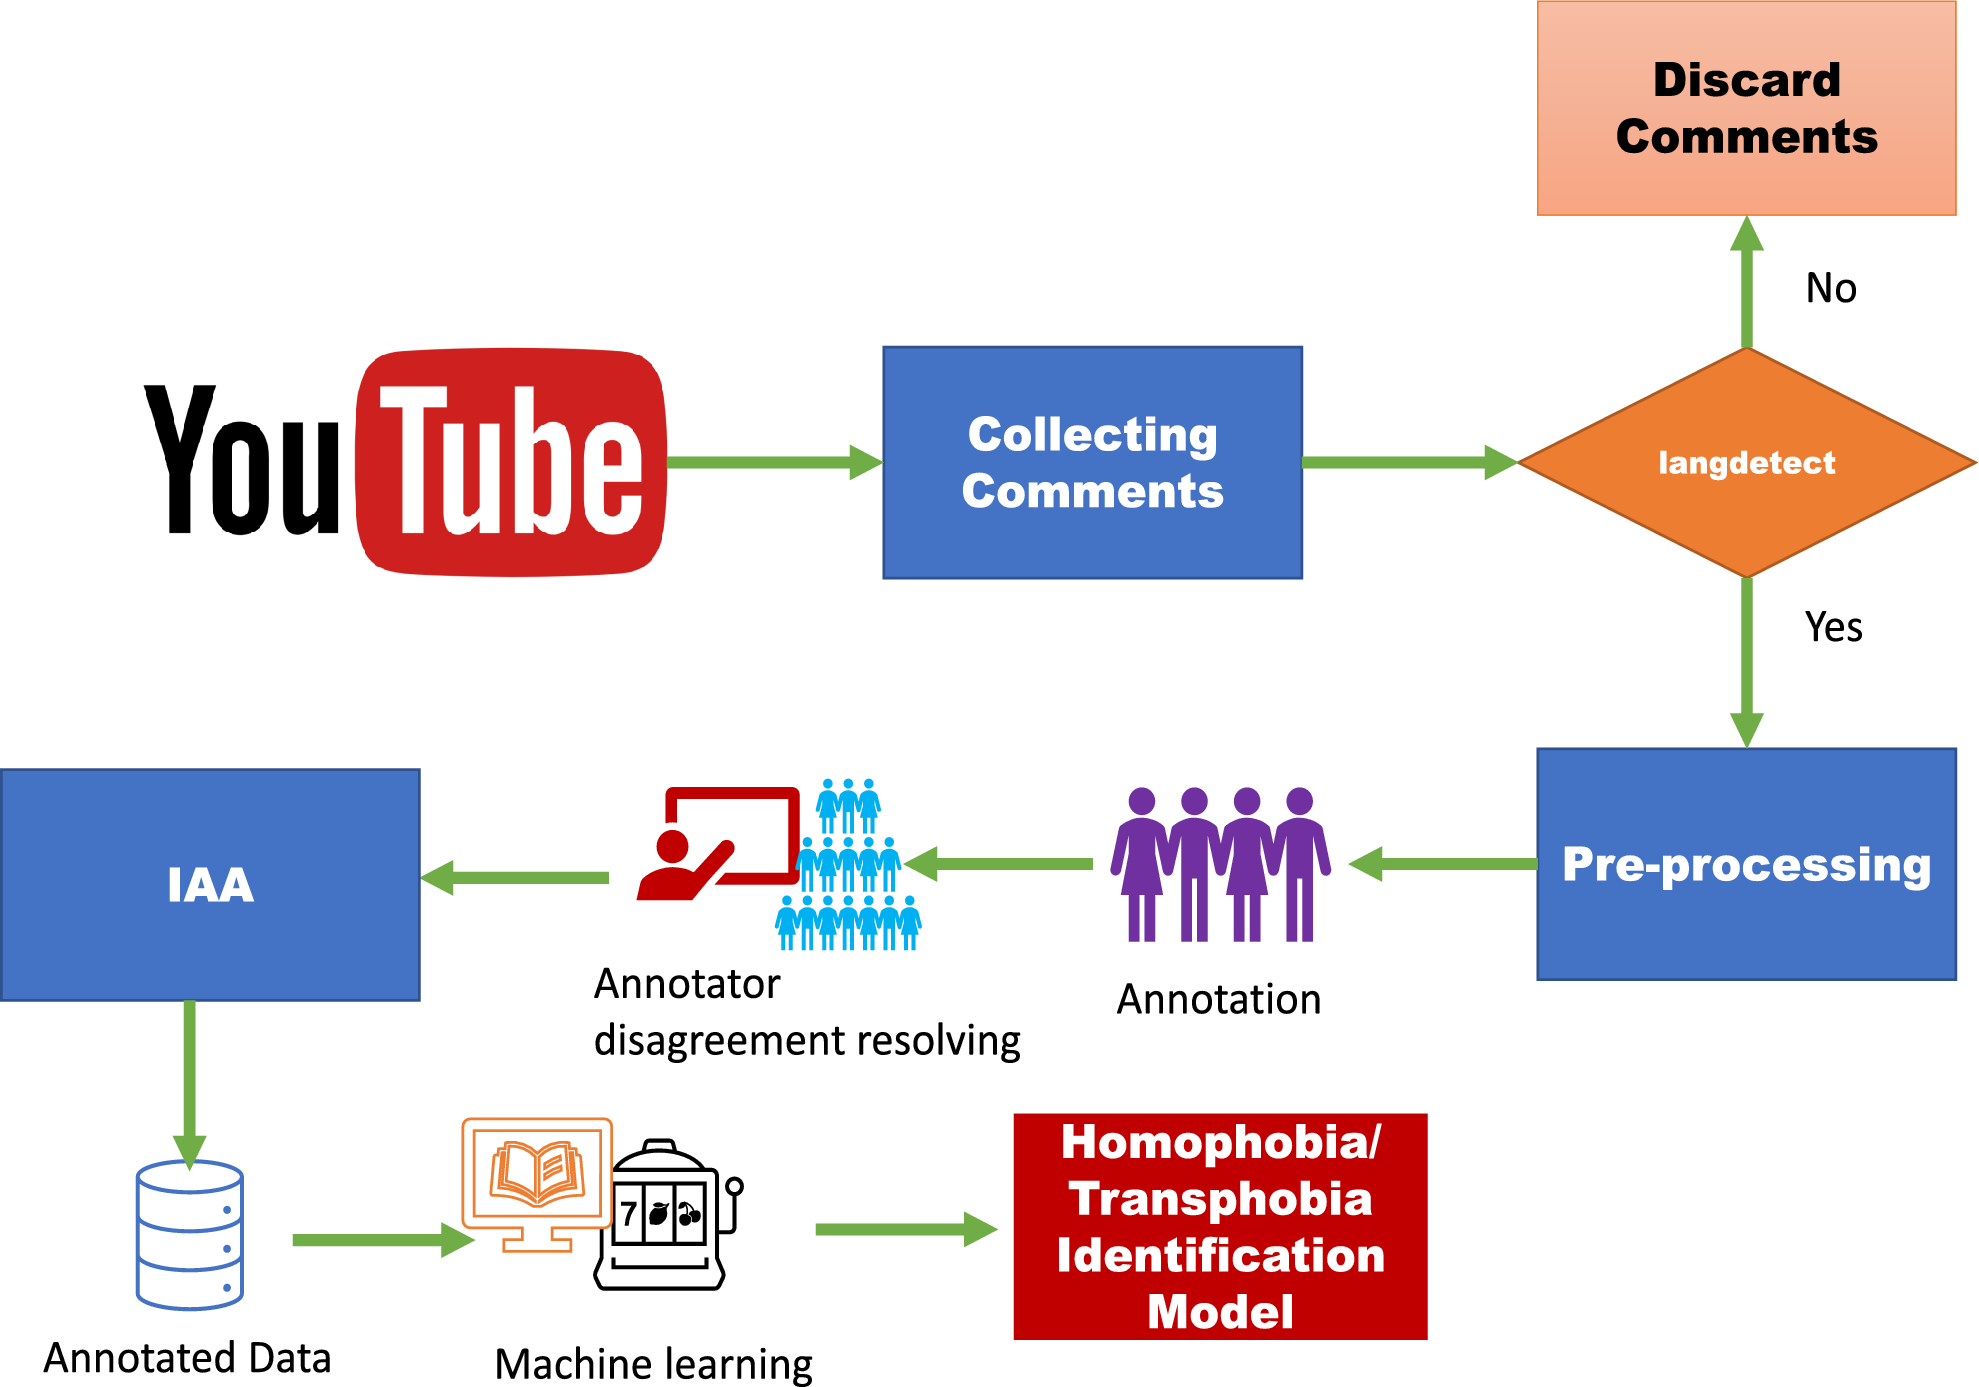 Discard
Comments
No
YouTube
Collecting
Comments
langdetect
Yes
IAA
Pre-processing
Annotator
disagreement resolving
Annotation
Homophobia/
Transphobia
Identification
Model
7
Annotated Data
Machine learning